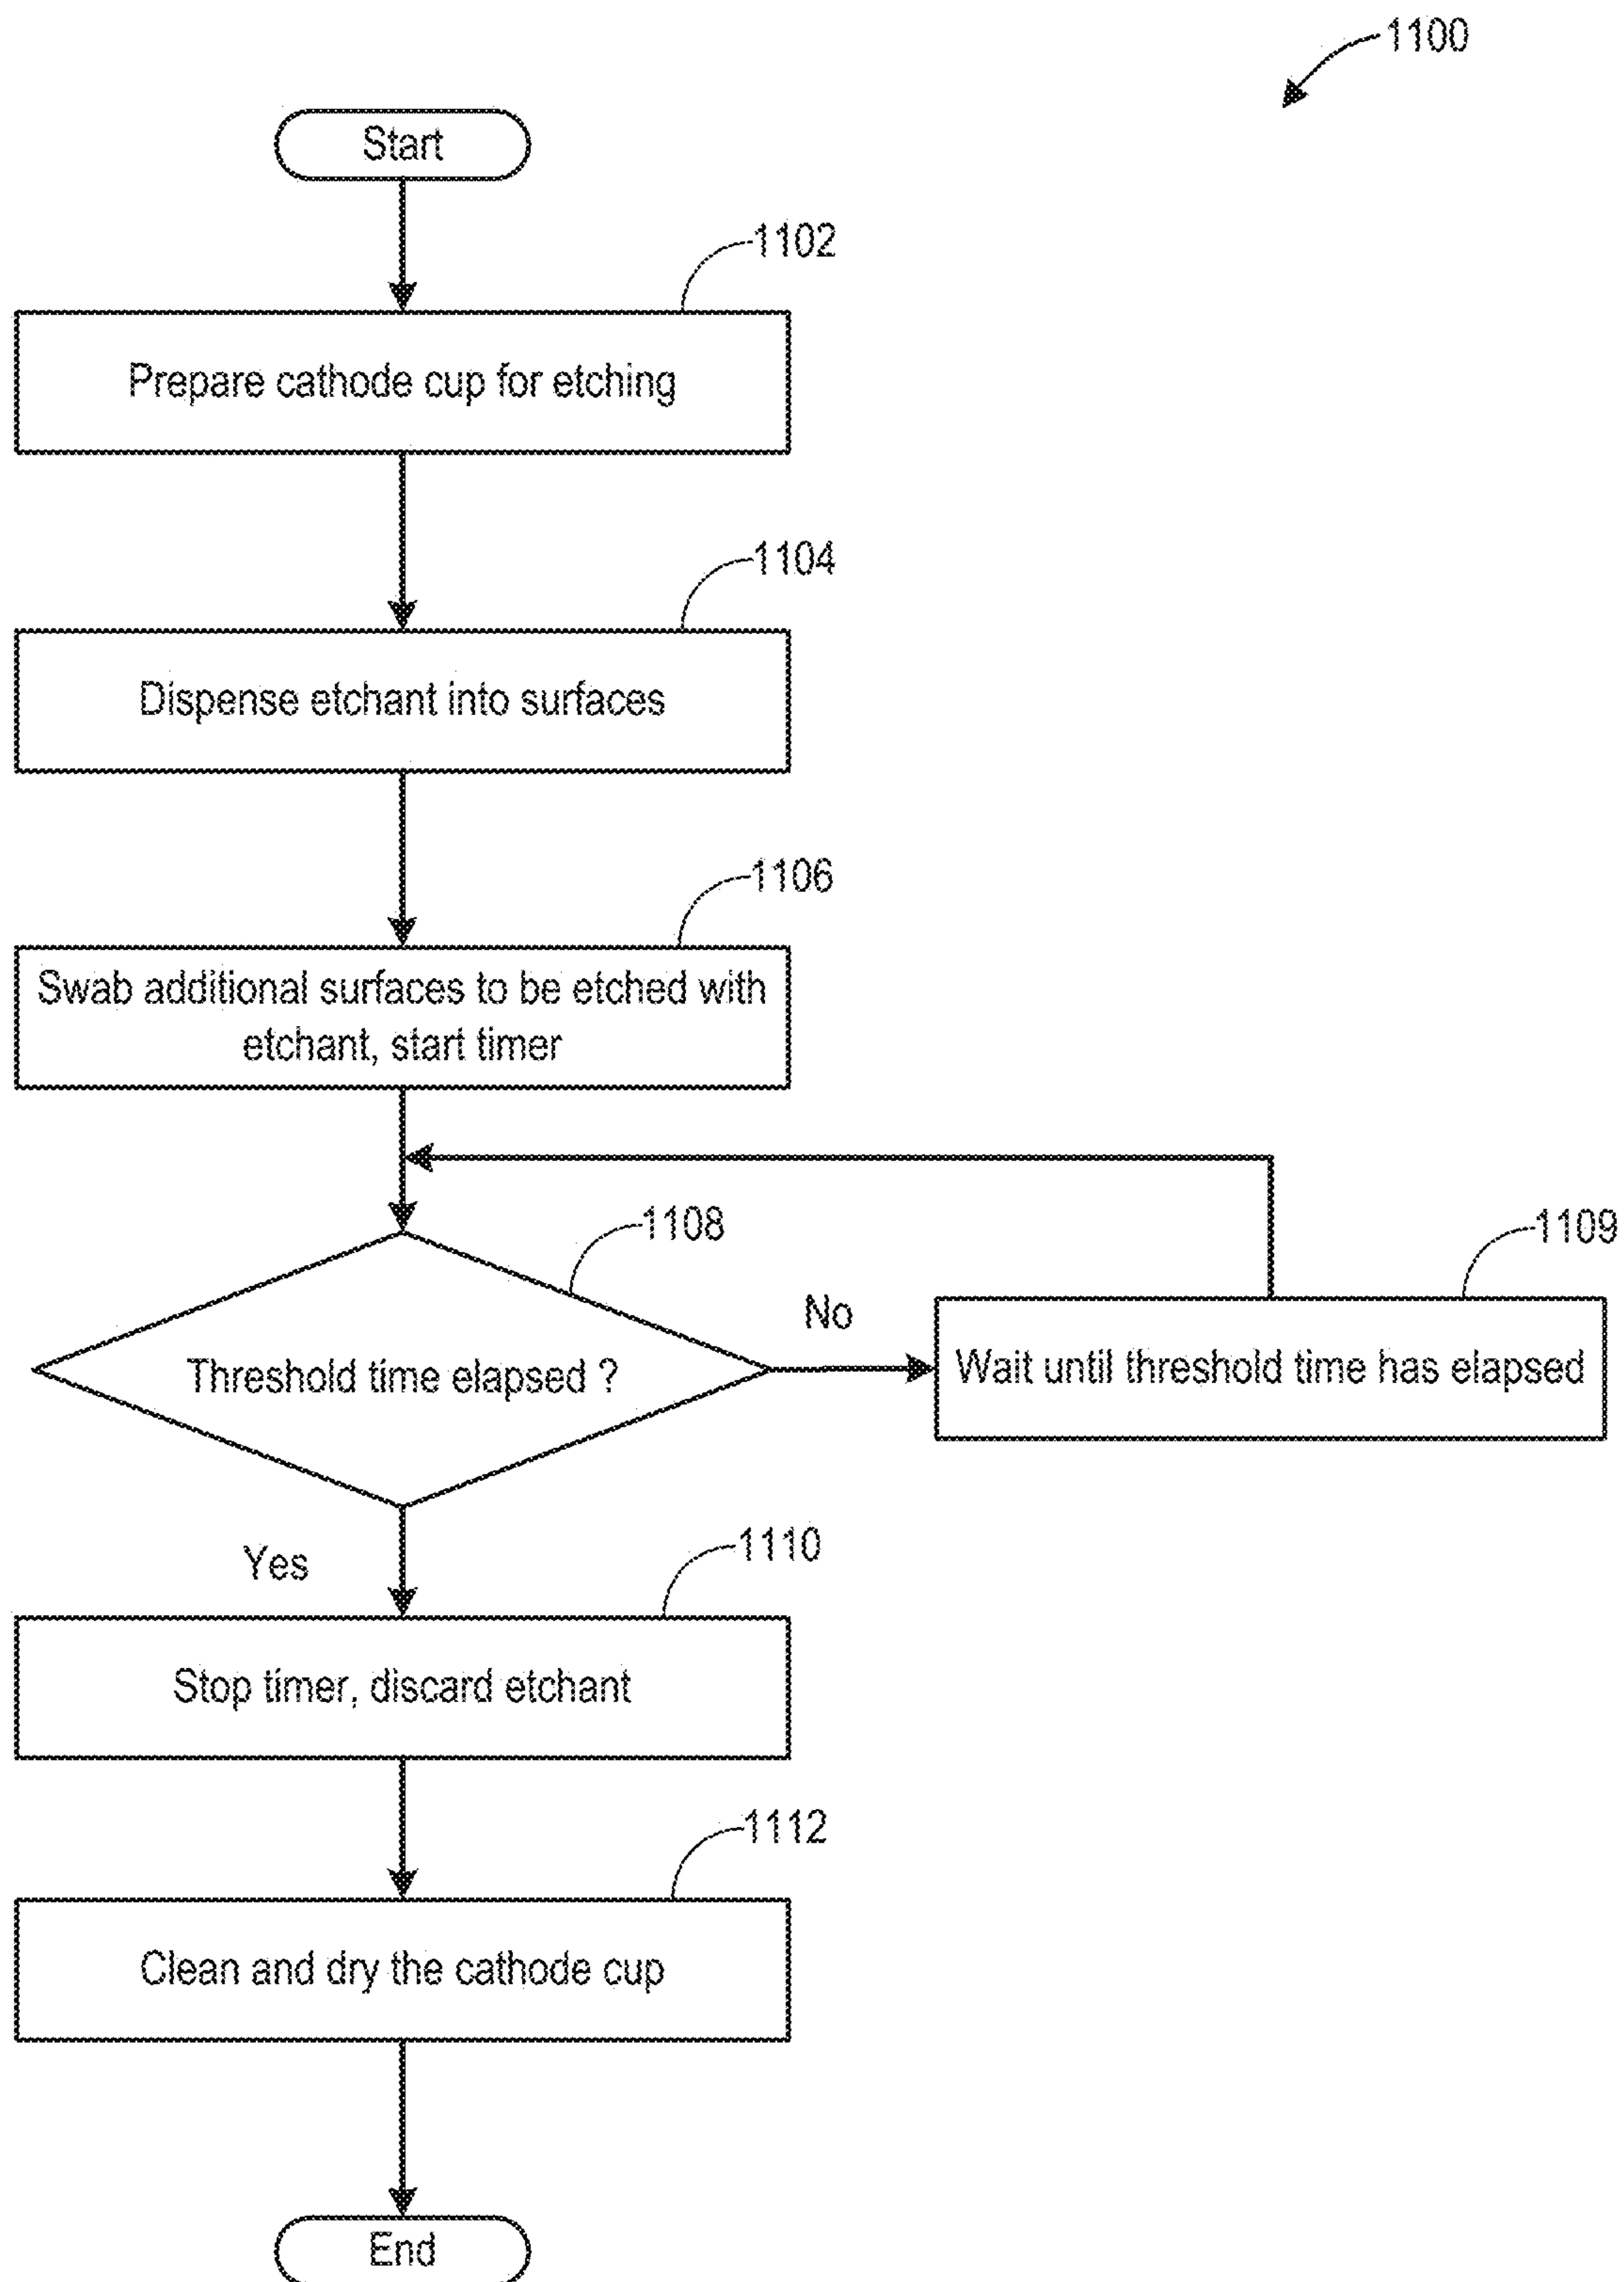 1100
Start
1102
Prepare cathode cup for etching
1104
Dispense etchant into surfaces
1106
Swab additional surfaces to be etched with
etchant, start timer
1108
1109
No
Threshold time elapsed ?
Wait until threshold time has elapsed
Yes
1110
Stop timer, discard etchant
1112
Clean and dry the cathode cup
End